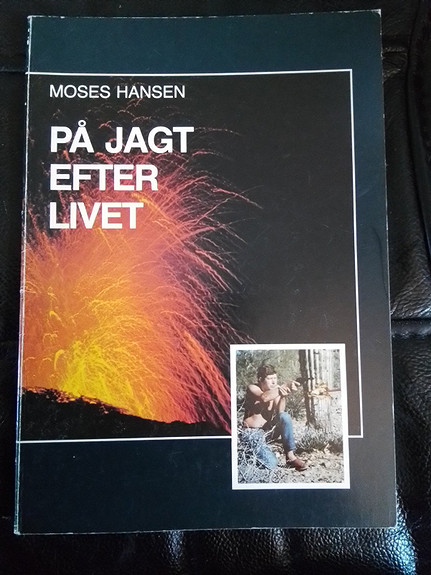 MOSES HANSEN
PÅ JAGT
EFTER
LIVET